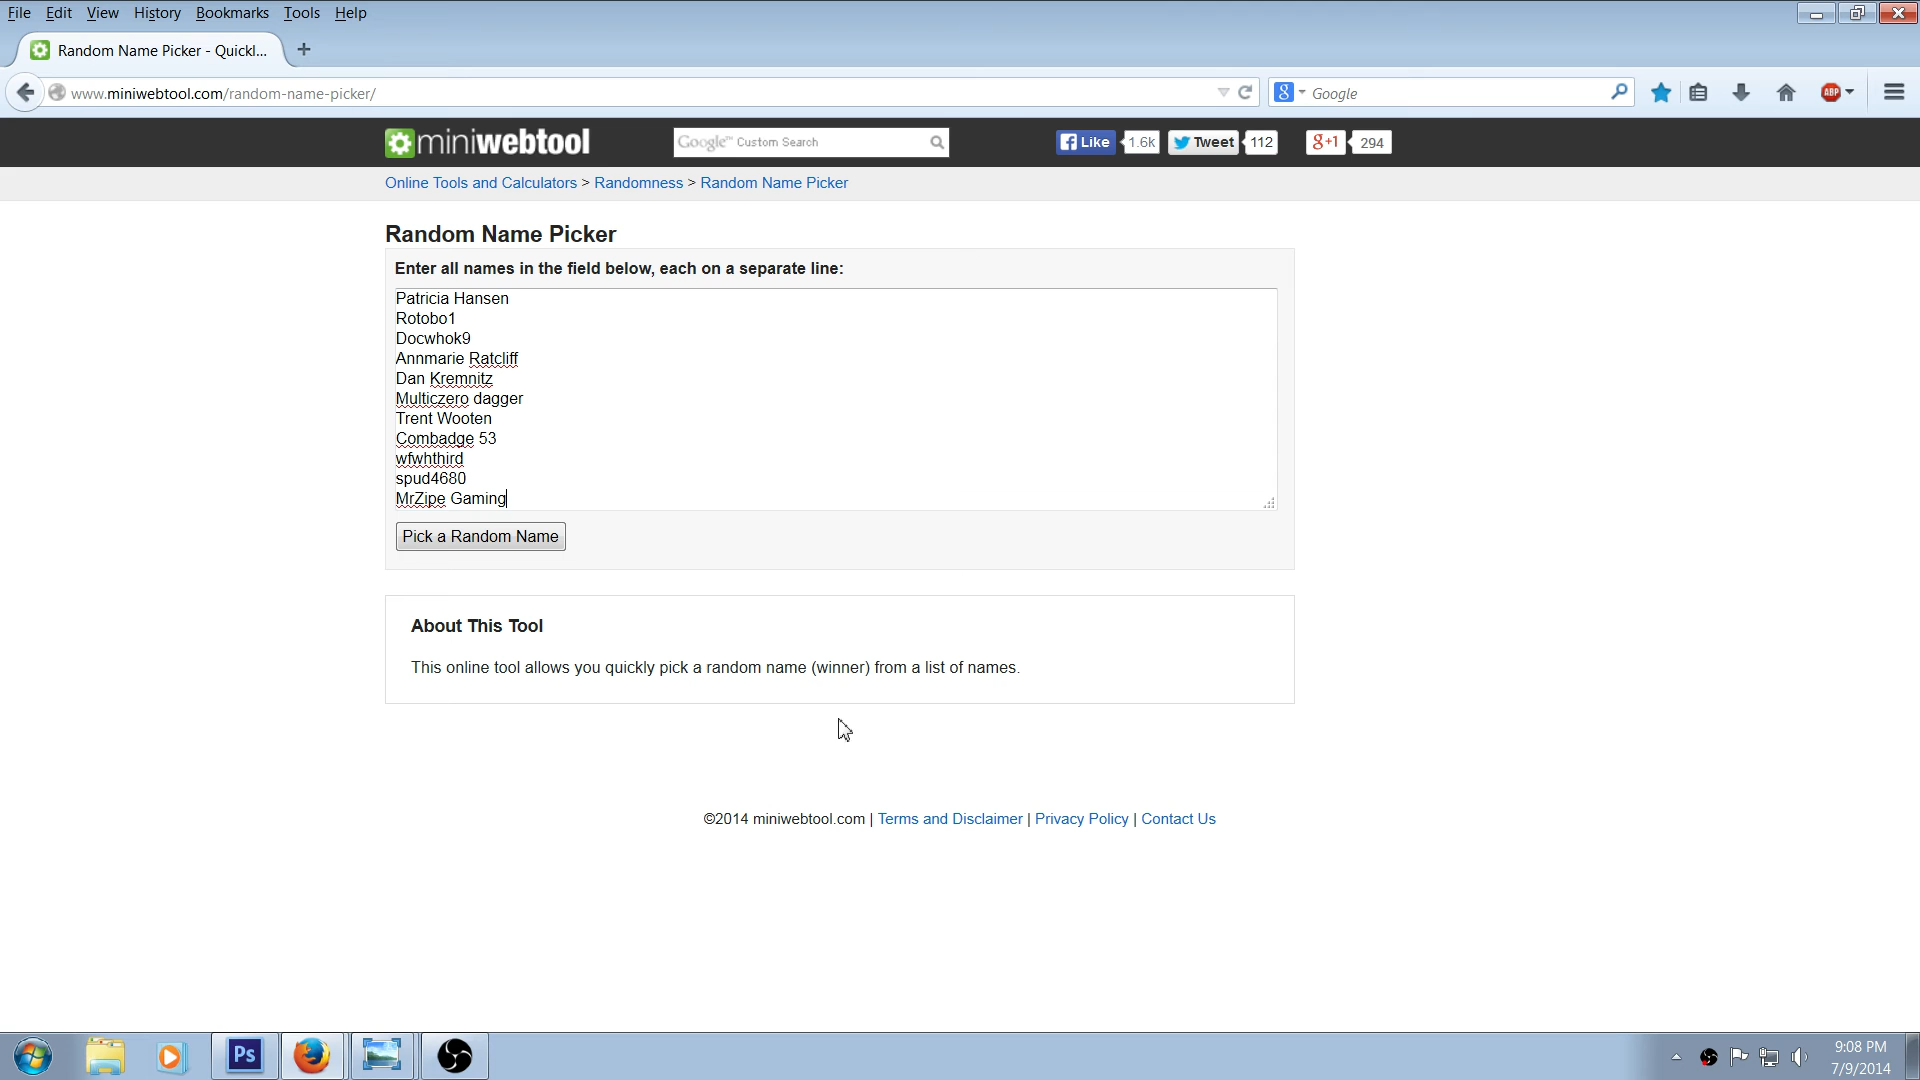 File Edit View History Bookmarks Tools Help
Random Name Picker - Quickl...
www.miniwebtool.com/random-name-picker/
Google
ABP
miniwebtool
Google™ Custom Search
Like 1.6k Tweet 112 g+1 294
Online Tools and Calculators > Randomness > Random Name Picker
Random Name Picker
Enter all names in the field below, each on a separate line:
Patricia Hansen
Rotobo1
Docwhok9
Annmarie Ratcliff
Dan Kremnitz
Multiczero dagger
Trent Wooten
Combadge 53
wfwhthird
spud4680
MrZipe Gaming
Pick a Random Name
About This Tool
This online tool allows you quickly pick a random name (winner) from a list of names.
©2014 miniwebtool.com | Terms and Disclaimer | Privacy Policy | Contact Us
Ps
9:08 PM
7/9/2014